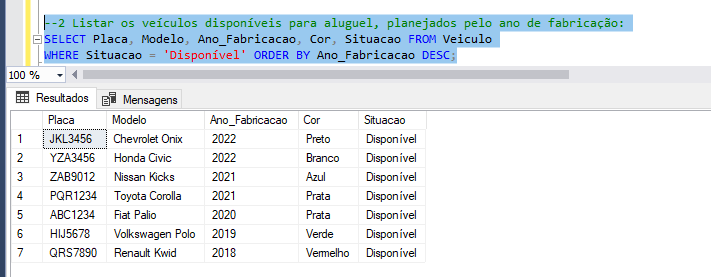 --2 Listar os veículos disponíveis para aluguel, planejados pelo ano de fabricação:
SELECT Placa, Modelo, Ano_Fabricacao, Cor, Situacao FROM Veiculo
WHERE Situacao = 'Disponível' ORDER BY Ano_Fabricacao DESC;
100 %
Resultados Mensagens
Placa Modelo Ano_Fabricacao Cor Situacao
1 JKL3456 Chevrolet Onix 2022 Preto Disponível
2 YZA3456 Honda Civic 2022 Branco Disponível
3 ZAB9012 Nissan Kicks 2021 Azul Disponível
4 PQR1234 Toyota Corolla 2021 Prata Disponível
5 ABC1234 Fiat Palio 2020 Prata Disponível
6 HIJ5678 Volkswagen Polo 2019 Verde Disponível
7 QRS7890 Renault Kwid 2018 Vermelho Disponível